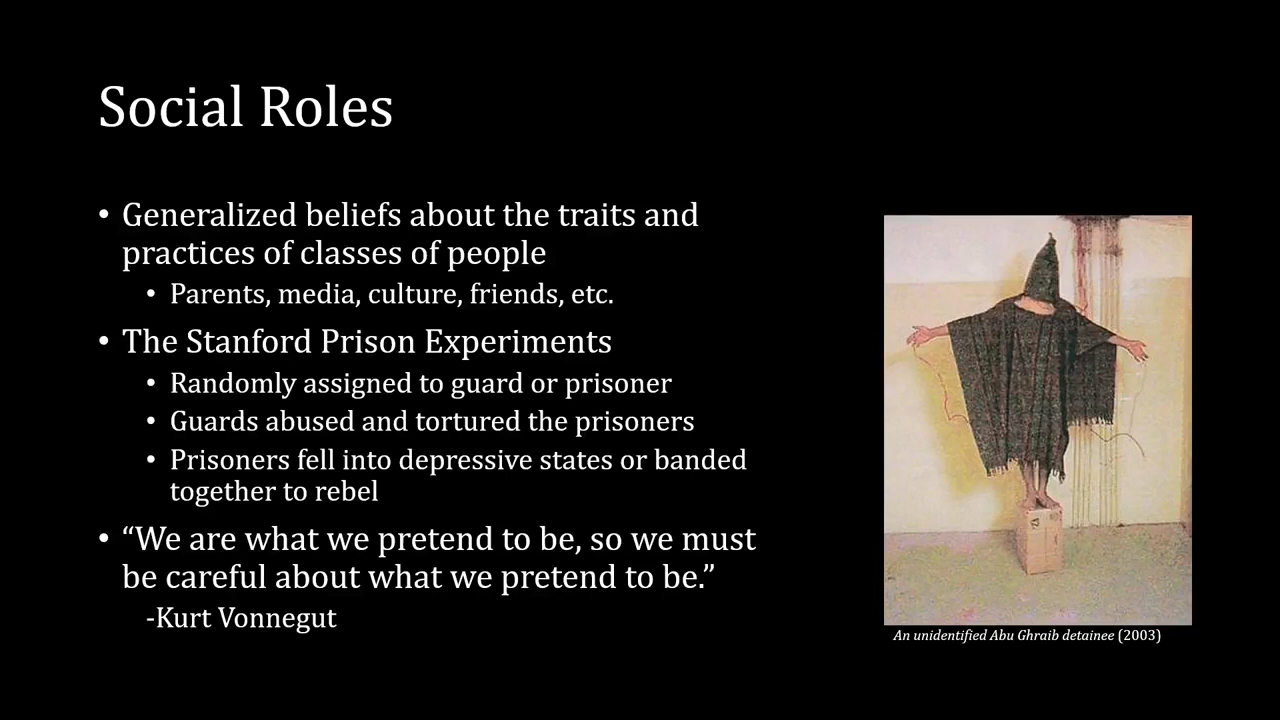 Social Roles
• Generalized beliefs about the traits and
practices of classes of people
• Parents, media, culture, friends, etc.
• The Stanford Prison Experiments
• Randomly assigned to guard or prisoner
• Guards abused and tortured the prisoners
• Prisoners fell into depressive states or banded
together to rebel
• “We are what we pretend to be, so we must
be careful about what we pretend to be.”
-Kurt Vonnegut
An unidentified Abu Ghraib detainee (2003)